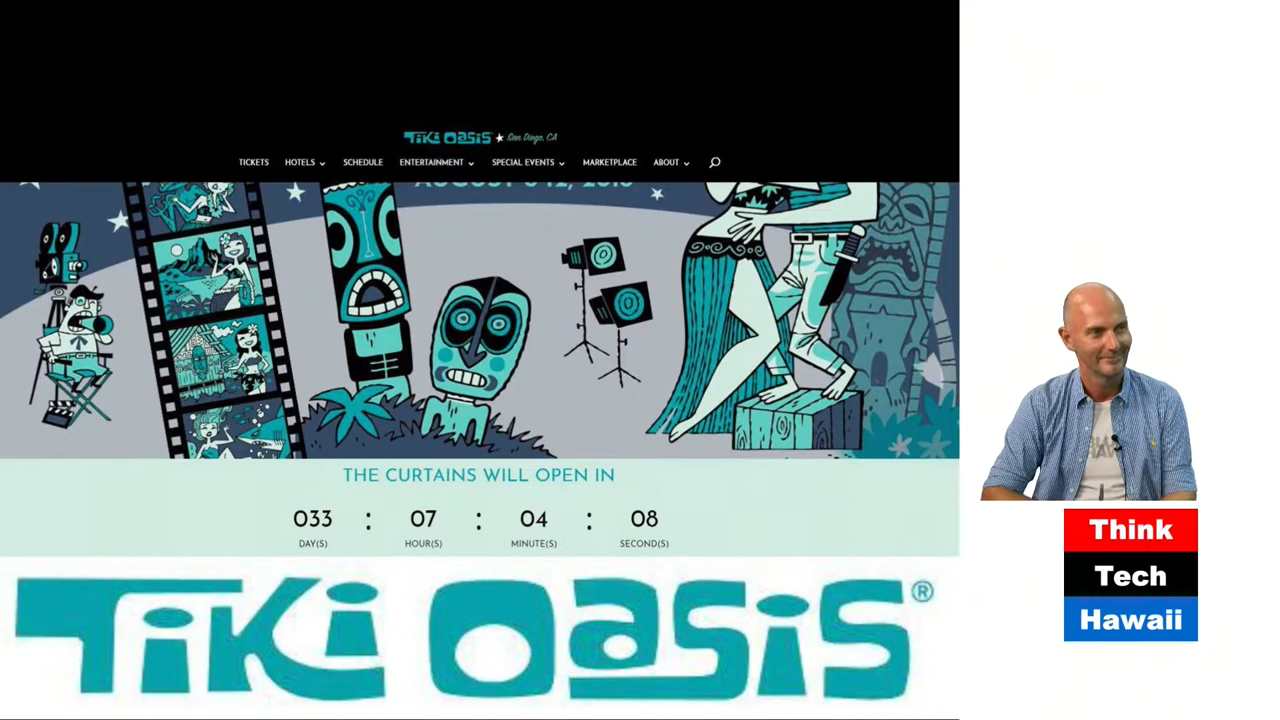 Tiki Oasis ★ San Diego, CA
TICKETS HOTELS SCHEDULE ENTERTAINMENT SPECIAL EVENTS MARKETPLACE ABOUT
THE CURTAINS WILL OPEN IN
033 : 07 : 04 : 08
DAY(S) HOUR(S) MINUTE(S) SECOND(S)
Tiki Oasis®
Think
Tech
Hawaii